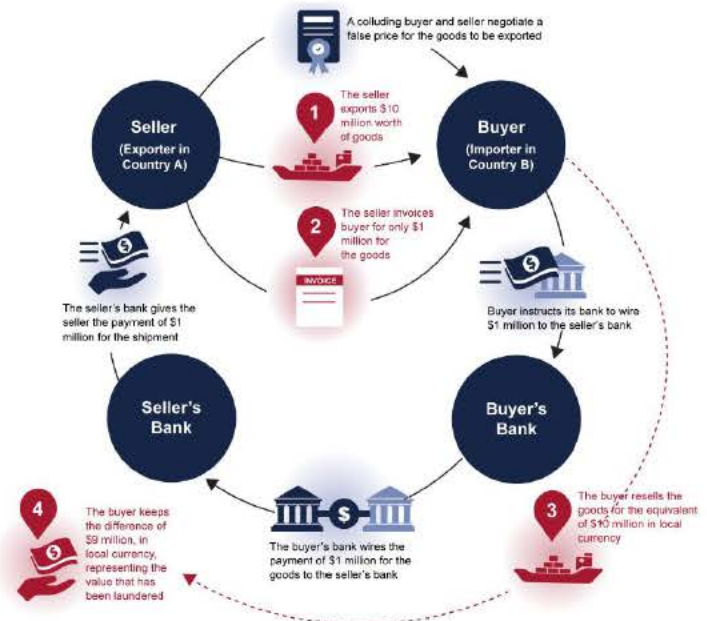 A colluding buyer and seller negotiate a
false price for the goods to be exported
1
The seller
exports $10
million worth
of goods
Seller
(Exporter in
Country A)
Buyer
(Importer in
Country B)
2
The seller invoices
buyer for only $1
million for
the goods
INVOICE
$
The seller's bank gives the
seller the payment of $1
million for the shipment
$
Buyer instructs its bank to wire
$1 million to the seller's bank
Seller's
Bank
Buyer's
Bank
4
The buyer keeps
the difference of
$9 million, in
local currency,
representing the
value that has
been laundered
$
$
The buyer's bank wires the
payment of $1 million for the
goods to the seller's bank
3
The buyer resells the
goods for the equivalent
of $10 million in local
currency